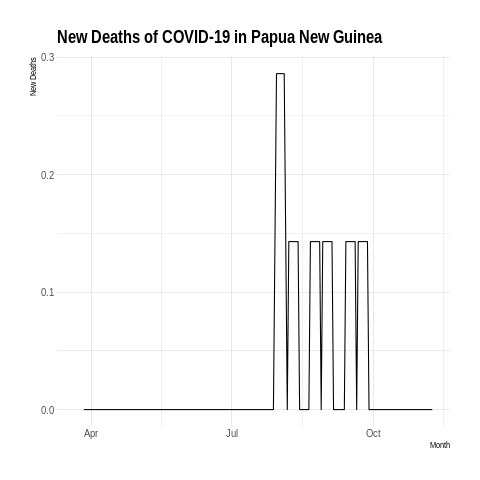 New Deaths of COVID-19 in Papua New Guinea
New Deaths
0.3
0.2
0.1
0.0
Apr
Jul
Oct
Month